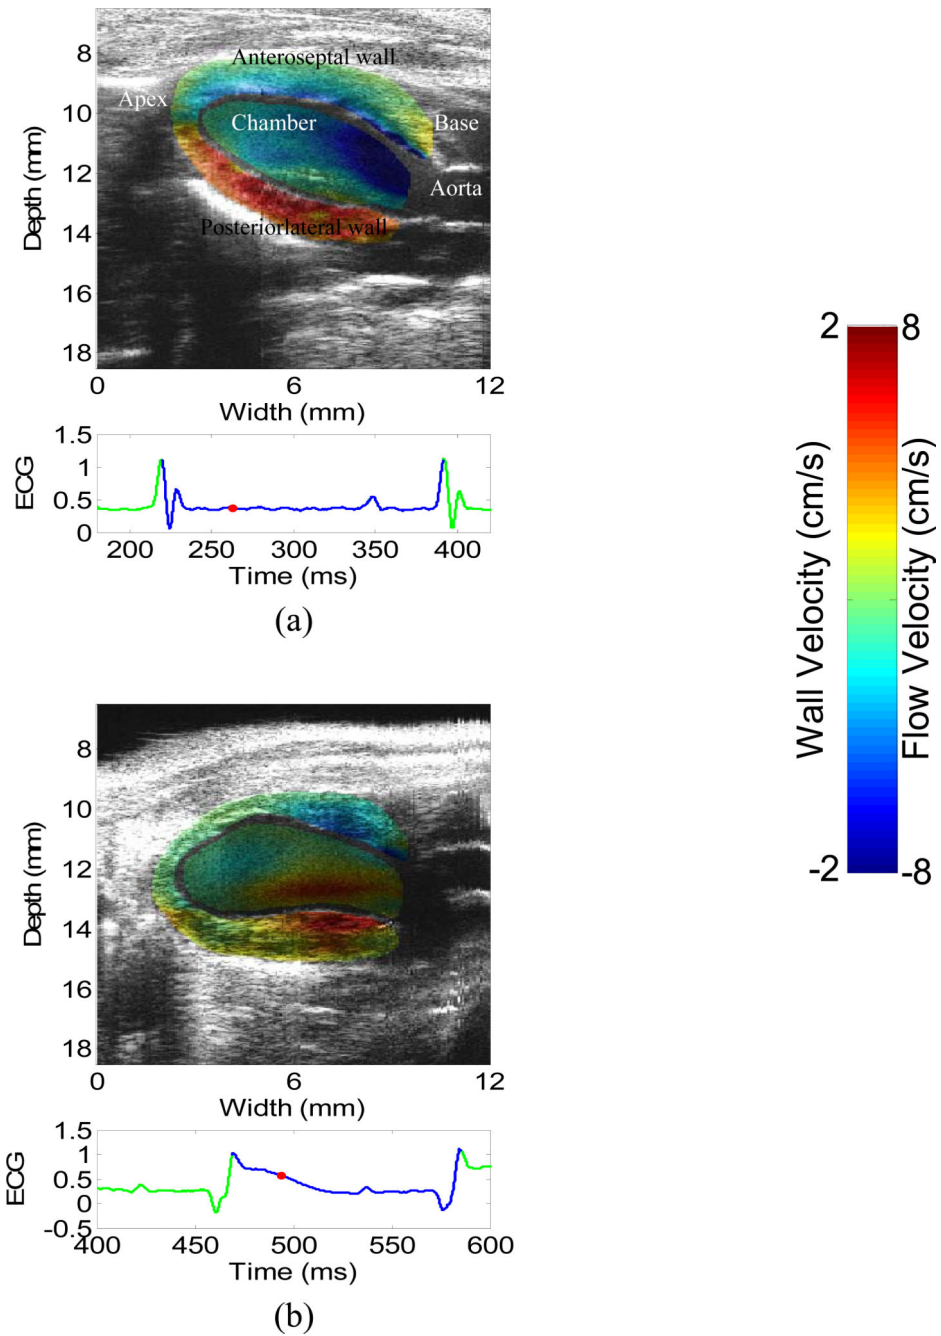 8
10
12
14
16
18
Depth (mm)
Anteroseptal wall
Apex
Chamber
Base
Aorta
Posteriorlateral wall
0 6 12
Width (mm)
1.5
1
0.5
0
ECG
200 250 300 350 400
Time (ms)
(a)
8
10
12
14
16
18
Depth (mm)
0 6 12
Width (mm)
1.5
1
0.5
0
-0.5
ECG
400 450 500 550 600
Time (ms)
(b)
2 8
Wall Velocity (cm/s)
Flow Velocity (cm/s)
-2 -8